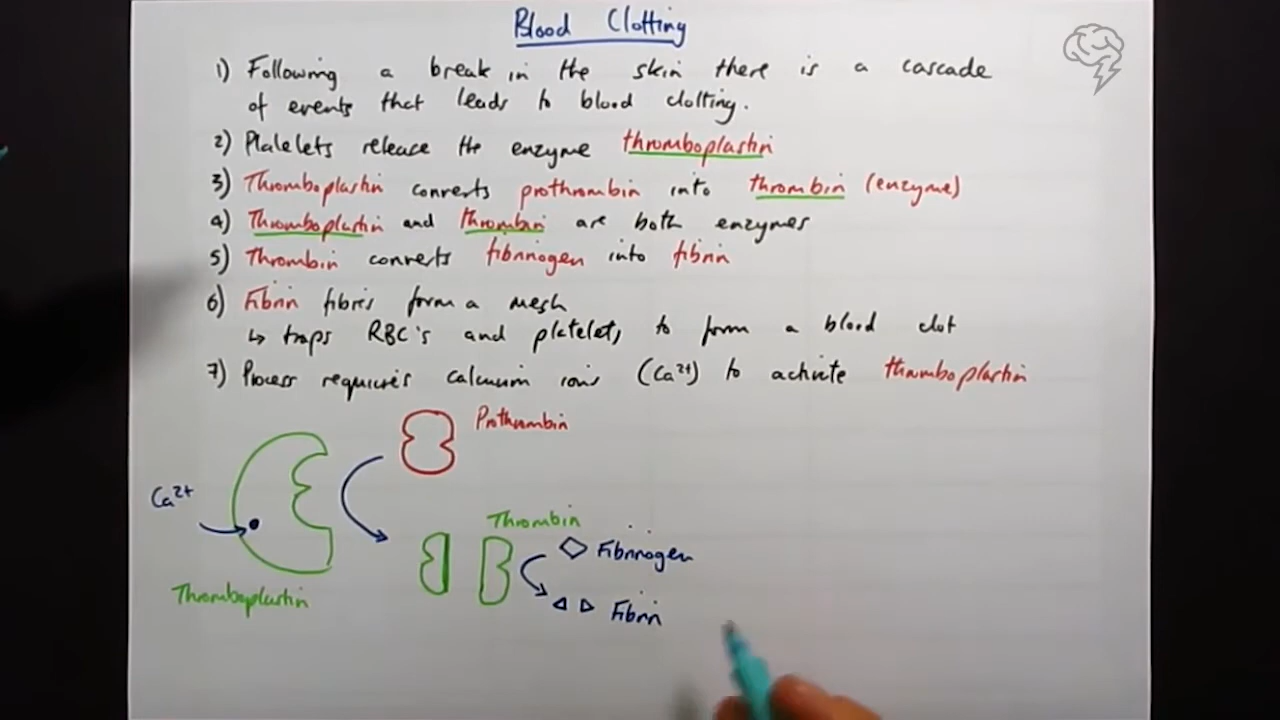 Blood Clotting
1) Following a break in the skin there is a cascade
of events that leads to blood clotting.
2) Platelets release the enzyme thromboplastin
3) Thromboplastin converts prothrombin into thrombin (enzyme)
4) Thromboplastin and thrombin are both enzymes
5) Thrombin converts fibrinogen into fibrin
6) Fibrin fibres form a mesh
↳ traps RBC's and platelets to form a blood clot
7) Process requires calcium ions (Ca²⁺) to activate thromboplastin
Prothrombin
Ca²⁺
Thrombin
Fibrinogen
Thromboplastin
Fibrin